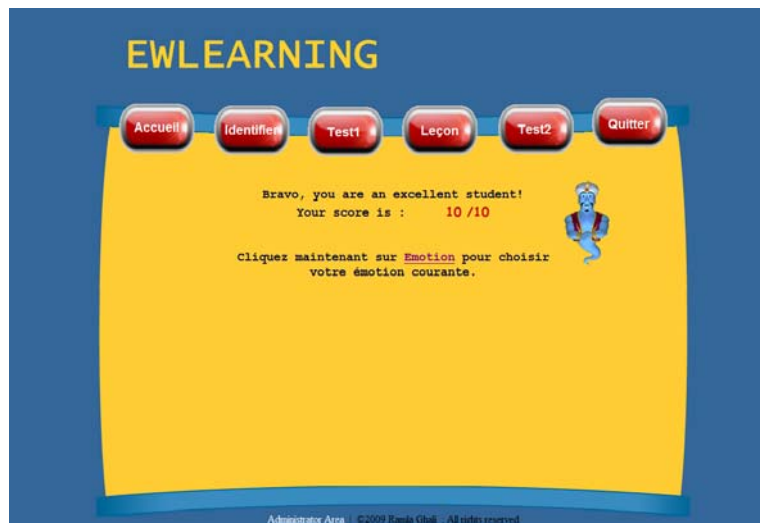 EWLEARNING
Accueil Identifier Test1 Leçon Test2 Quitter
Bravo, you are an excellent student!
Your score is : 10 /10
Cliquez maintenant sur Emotion pour choisir
votre émotion courante.
Administrator Area | ©2009 Ramla Ghali : All rights reserved